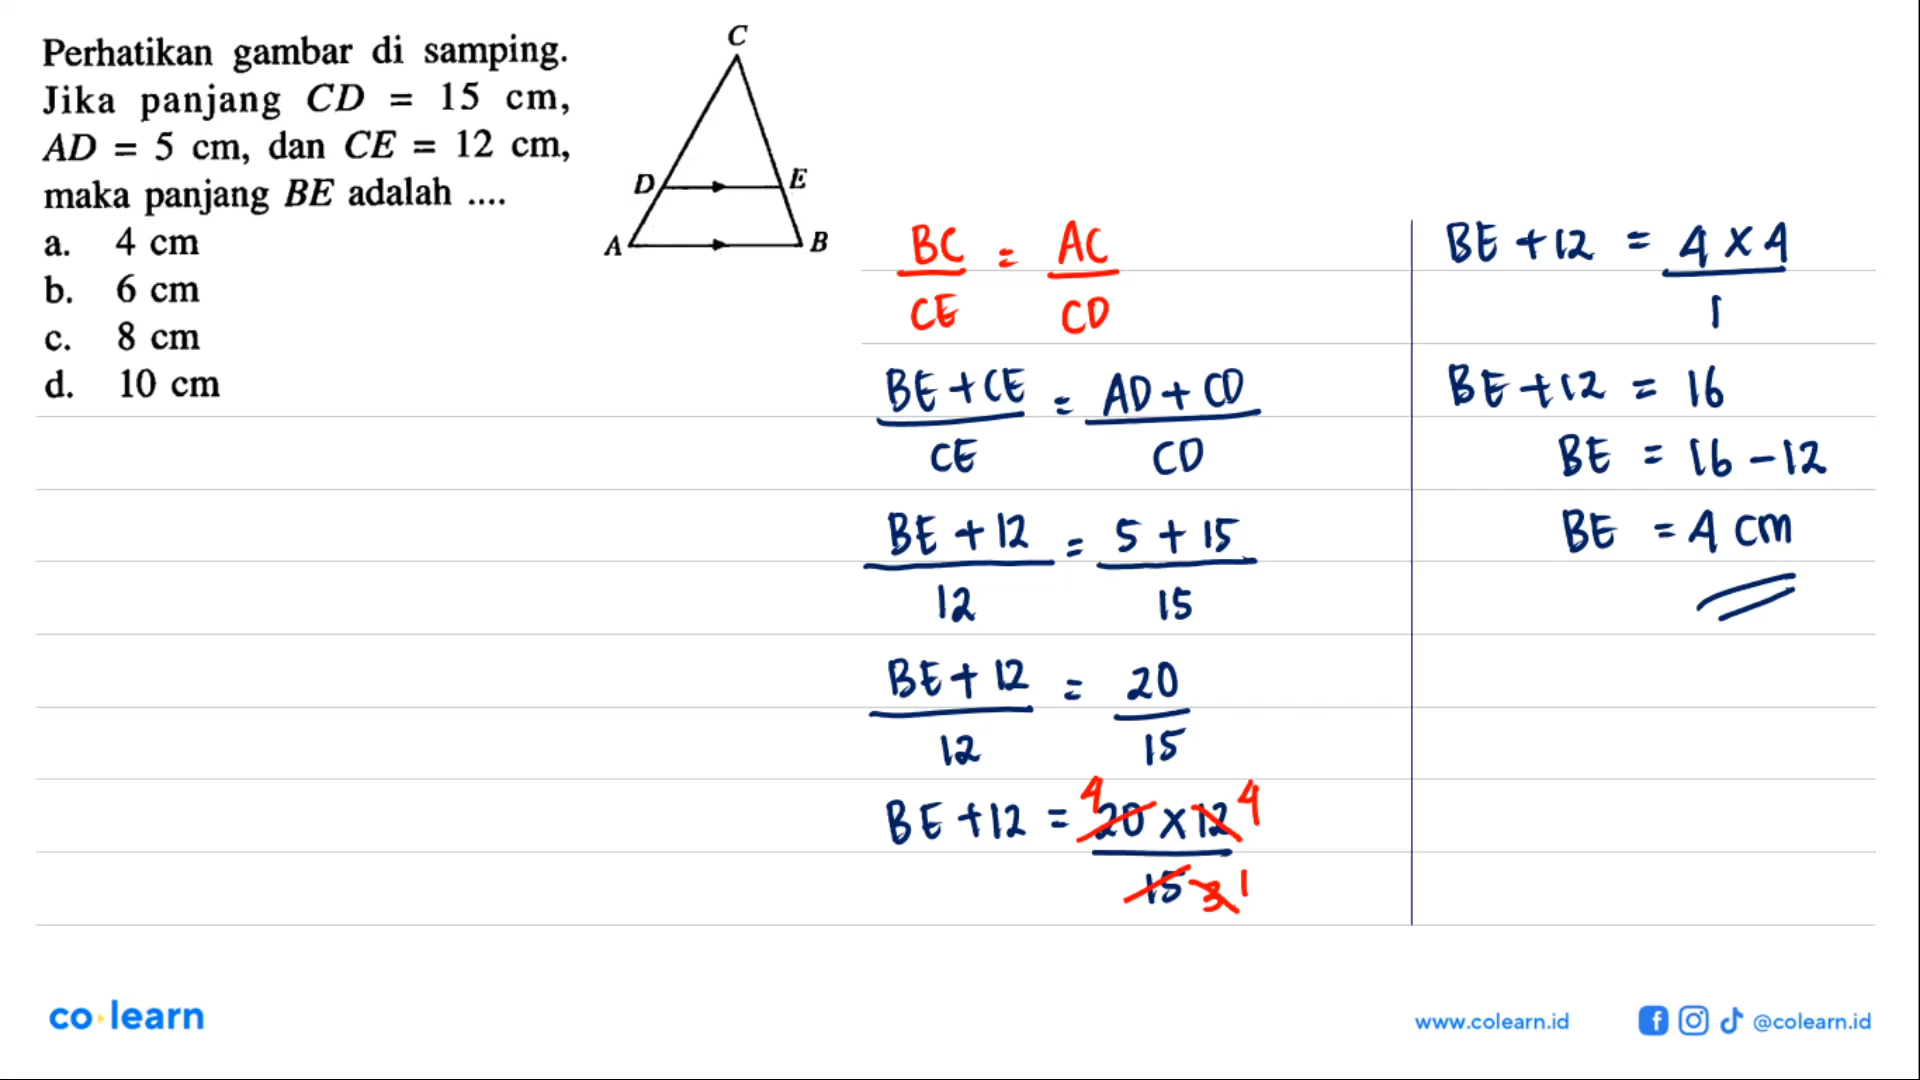 Perhatikan gambar di samping.
Jika panjang CD = 15 cm,
AD = 5 cm, dan CE = 12 cm,
maka panjang BE adalah ....
a. 4 cm
b. 6 cm
c. 8 cm
d. 10 cm
C
D E
A B
BC/CE = AC/CD
(BE + CE)/CE = (AD + CD)/CD
(BE + 12)/12 = (5 + 15)/15
(BE + 12)/12 = 20/15
BE + 12 = (20 x 12)/15
4 4
3 1
BE + 12 = (4 x 4)/1
BE + 12 = 16
BE = 16 - 12
BE = 4 cm
co learn
www.colearn.id
@colearn.id